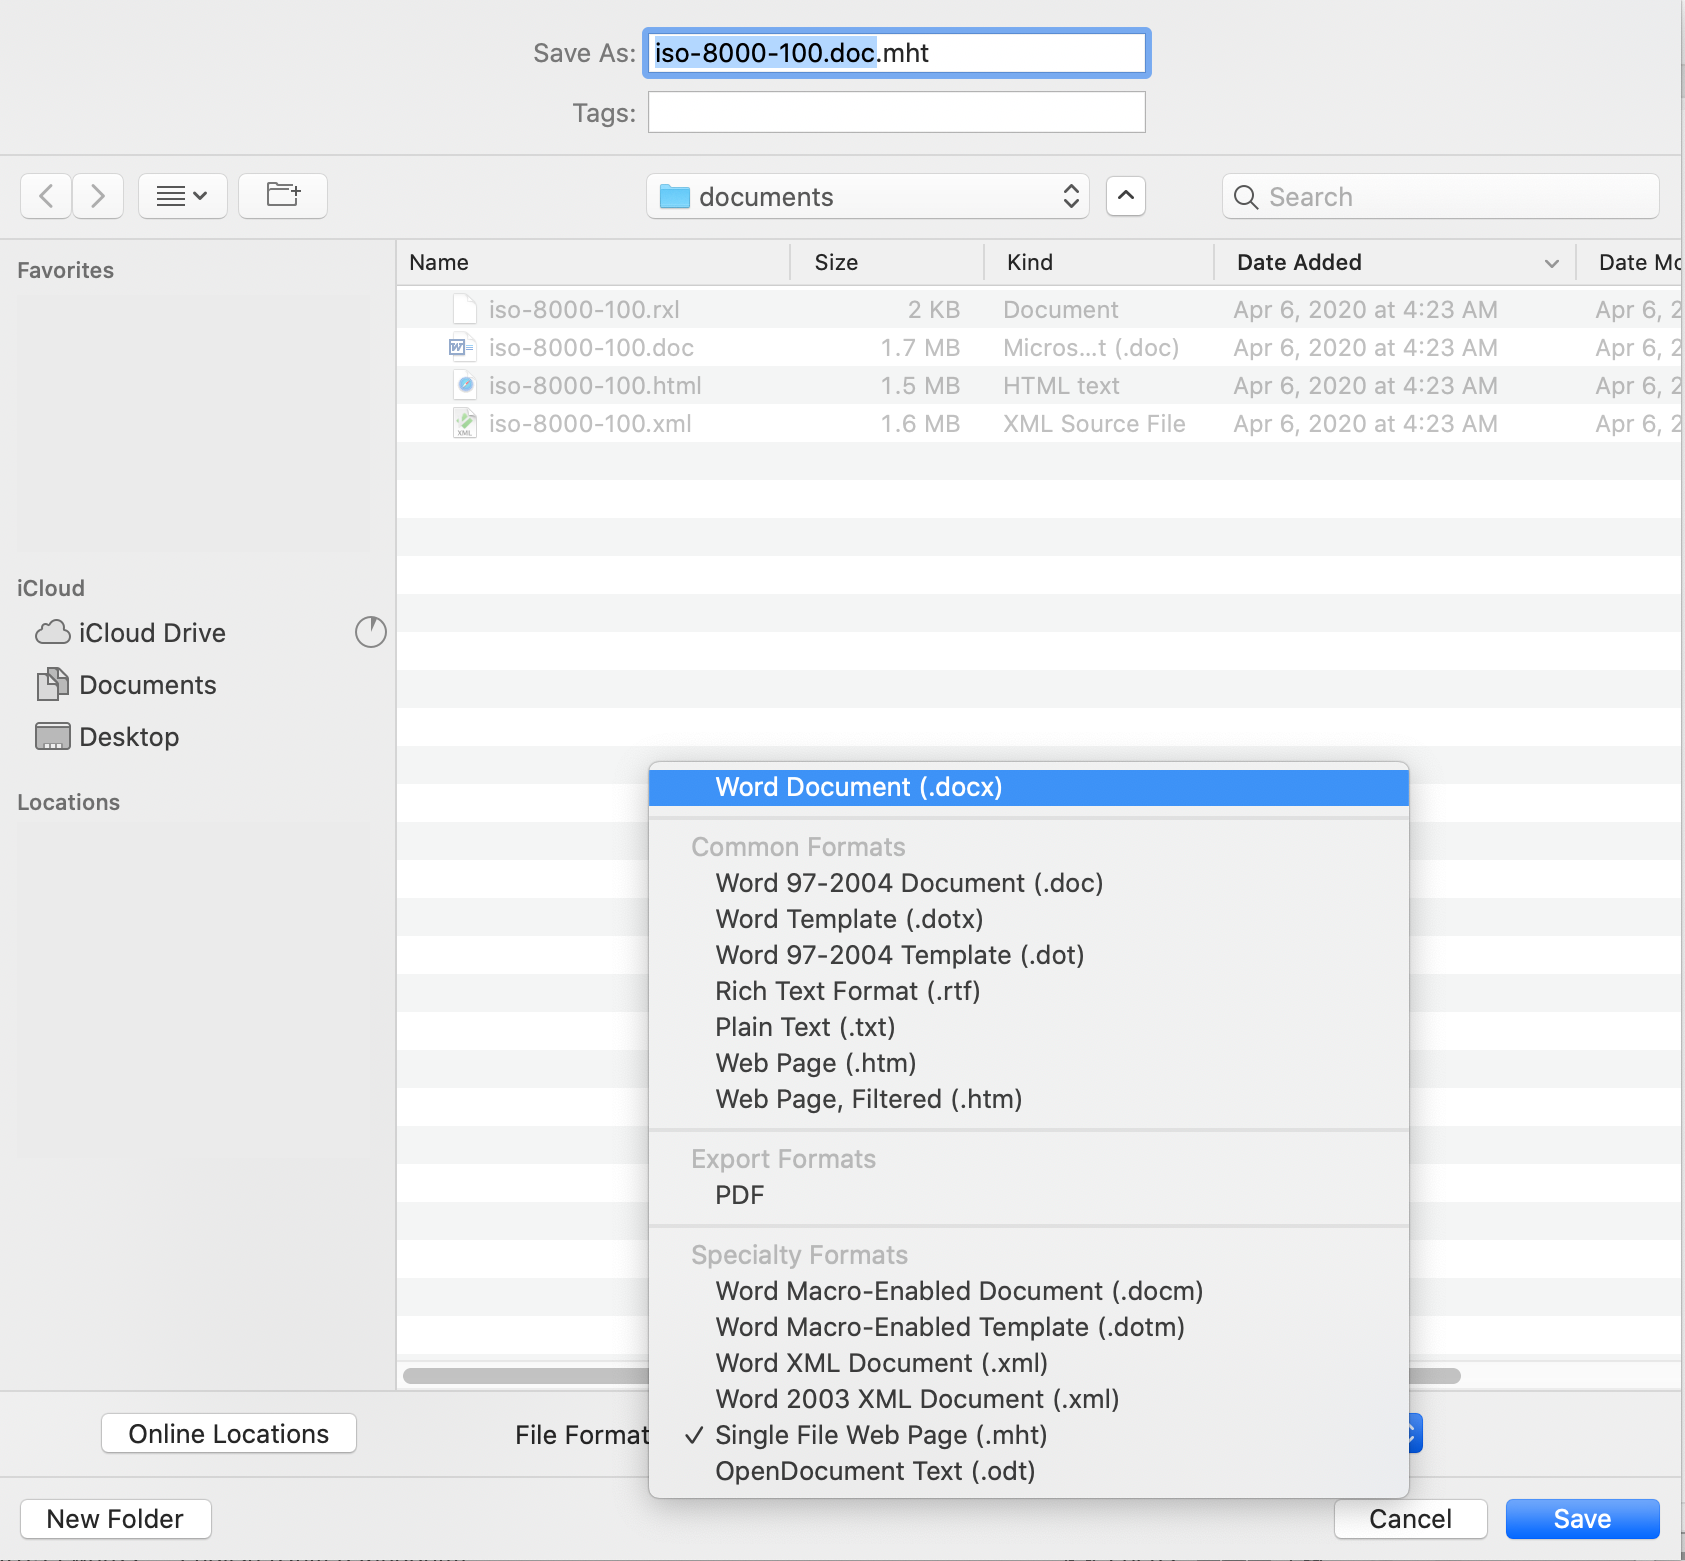 Save As: iso-8000-100.doc.mht
Tags:
documents
Search
Favorites
Name Size Kind Date Added Date Mo
iso-8000-100.rxl 2 KB Document Apr 6, 2020 at 4:23 AM Apr 6, 2
iso-8000-100.doc 1.7 MB Micros...t (.doc) Apr 6, 2020 at 4:23 AM Apr 6, 2
iso-8000-100.html 1.5 MB HTML text Apr 6, 2020 at 4:23 AM Apr 6, 2
iso-8000-100.xml 1.6 MB XML Source File Apr 6, 2020 at 4:23 AM Apr 6, 2
iCloud
iCloud Drive
Documents
Desktop
Locations
Word Document (.docx)
Common Formats
Word 97-2004 Document (.doc)
Word Template (.dotx)
Word 97-2004 Template (.dot)
Rich Text Format (.rtf)
Plain Text (.txt)
Web Page (.htm)
Web Page, Filtered (.htm)
Export Formats
PDF
Specialty Formats
Word Macro-Enabled Document (.docm)
Word Macro-Enabled Template (.dotm)
Word XML Document (.xml)
Word 2003 XML Document (.xml)
Single File Web Page (.mht)
OpenDocument Text (.odt)
Online Locations
File Format
New Folder
Cancel
Save